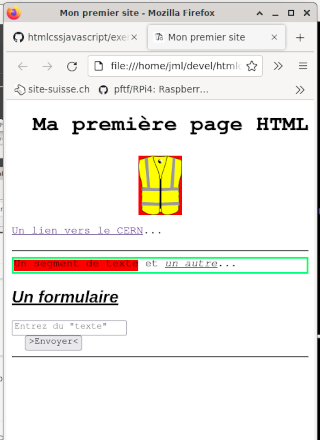 Mon premier site - Mozilla Firefox
htmlcssjavascript/exe
Mon premier site
file:///home/jml/devel/htmlc
site-suisse.ch
pftf/RPi4: Raspberr…
Ma première page HTML
Un lien vers le CERN...
Un segment de texte et un autre...
Un formulaire
Entrez du "texte"
>Envoyer<